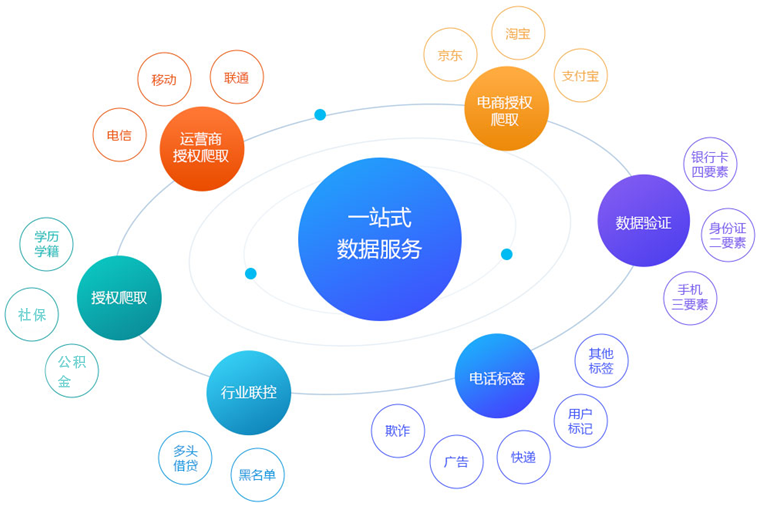 淘宝
京东
支付宝
电商授权
爬取
联通
移动
电信
运营商
授权爬取
银行卡
四要素
身份证
二要素
手机
三要素
数据验证
一站式
数据服务
学历
学籍
社保
公积
金
授权爬取
行业联控
多头
借贷
黑名单
电话标签
其他
标签
用户
标记
快递
广告
欺诈